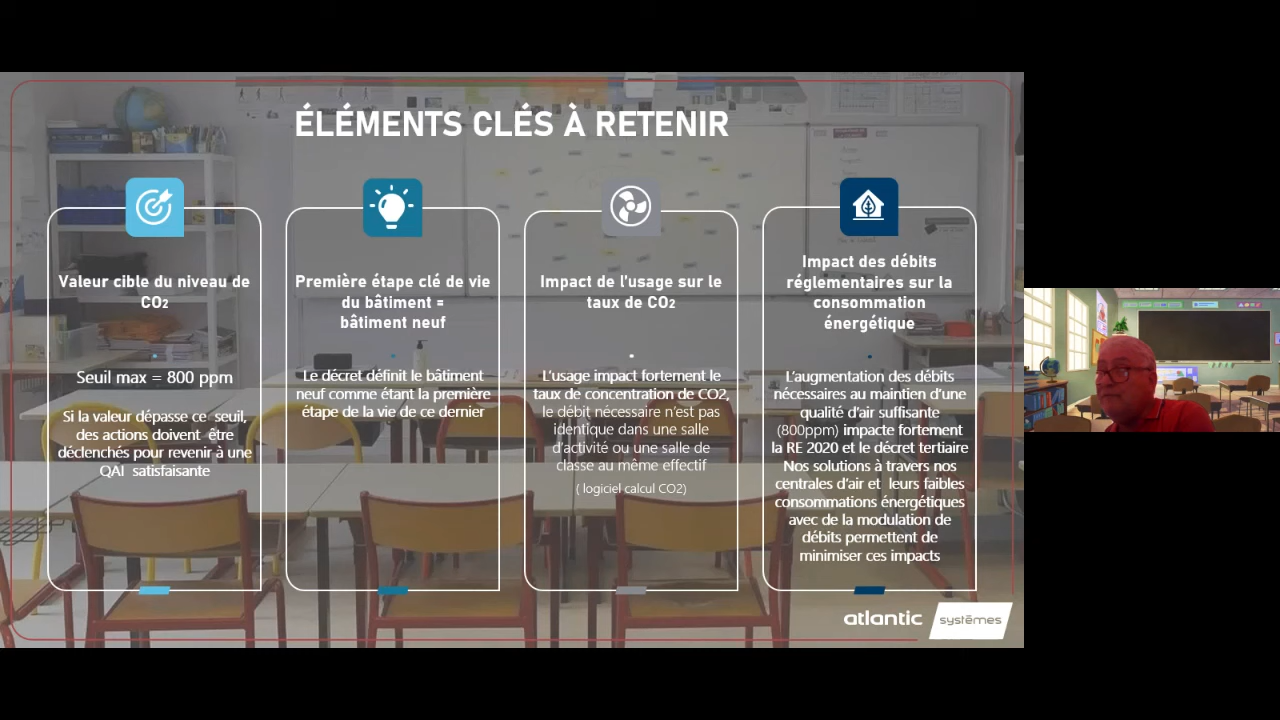 ÉLÉMENTS CLÉS À RETENIR
Valeur cible du niveau de
CO2
Seuil max = 800 ppm
Si la valeur dépasse ce seuil,
des actions doivent être
déclenchés pour revenir à une
QAI satisfaisante
Première étape clé de vie
du bâtiment =
bâtiment neuf
Le décret définit le bâtiment
neuf comme étant la première
étape de la vie de ce dernier
Impact de l'usage sur le
taux de CO2
L'usage impact fortement le
taux de concentration de CO2,
le débit nécessaire n'est pas
identique dans une salle
d'activité ou une salle de
classe au même effectif
( logiciel calcul CO2)
Impact des débits
réglementaires sur la
consommation
énergétique
L'augmentation des débits
nécessaires au maintien d'une
qualité d'air suffisante
(800ppm) impacte fortement
la RE 2020 et le décret tertiaire
Nos solutions à travers nos
centrales d'air et leurs faibles
consommations énergétiques
avec de la modulation de
débits permettent de
minimiser ces impacts
atlantic systèmes